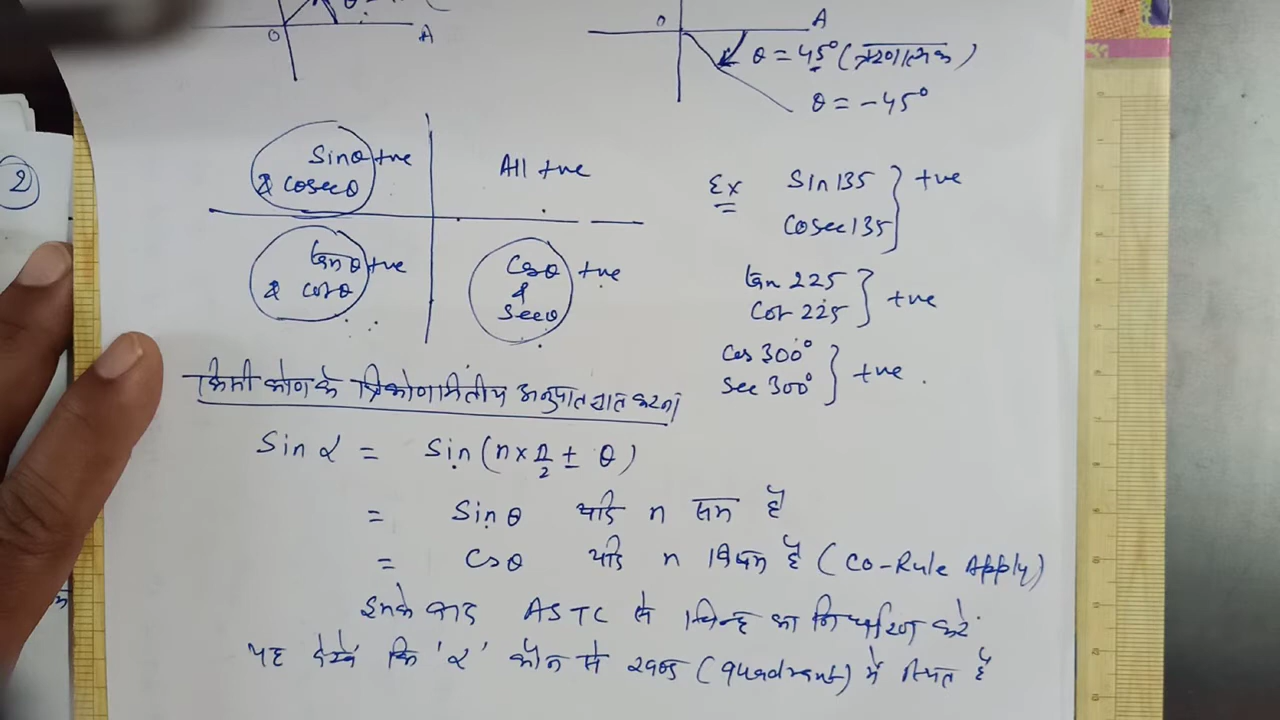 O A
O A
θ = 45° (ऋणात्मक)
θ = -45°
2
Sinθ +ve
& cosecθ
All +ve
tanθ +ve
& cotθ
Cosθ +ve
&
Secθ
Ex Sin 135 } +ve
Cosec 135
tan 225 } +ve
Cot 225
Cos 300° } +ve
Sec 300°
किसी कोण के त्रिकोणमितीय अनुपात ज्ञात करना
Sin α = Sin (n × π/2 ± θ)
= Sinθ यदि n सम है
= Cosθ यदि n विषम है (Co-Rule Apply)
इसके बाद ASTC से चिन्ह का निर्धारण करें
यह देखें कि 'α' कौन से (quadrant) में स्थित है